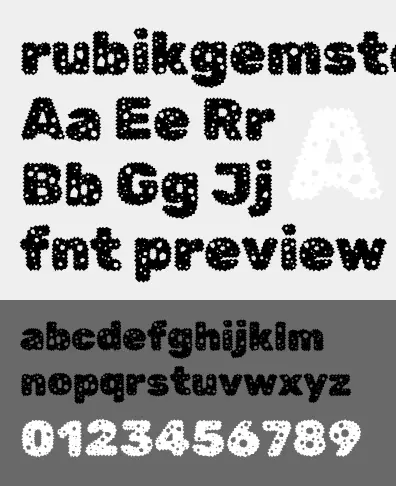 rubikgemst
Aa Ee Rr
A
Bb Gg Jj
fnt preview
abcdefghijklm
nopqrstuvwxyz
0123456789